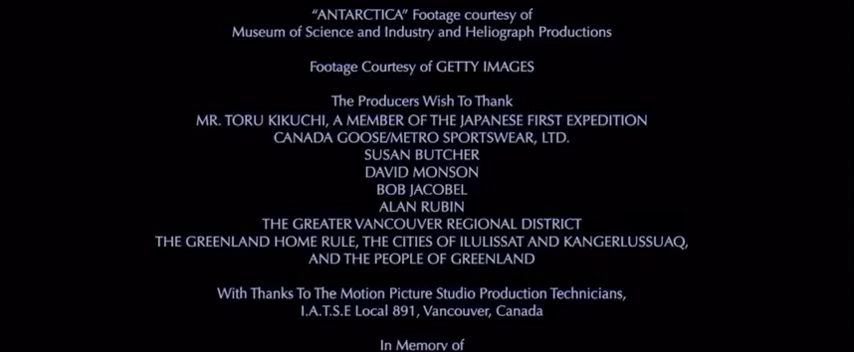 “ANTARCTICA” Footage courtesy of
Museum of Science and Industry and Heliograph Productions
Footage Courtesy of GETTY IMAGES
The Producers Wish To Thank
MR. TORU KIKUCHI, A MEMBER OF THE JAPANESE FIRST EXPEDITION
CANADA GOOSE/METRO SPORTSWEAR, LTD.
SUSAN BUTCHER
DAVID MONSON
BOB JACOBEL
ALAN RUBIN
THE GREATER VANCOUVER REGIONAL DISTRICT
THE GREENLAND HOME RULE, THE CITIES OF ILULISSAT AND KANGERLUSSUAQ,
AND THE PEOPLE OF GREENLAND
With Thanks To The Motion Picture Studio Production Technicians,
I.A.T.S.E Local 891, Vancouver, Canada
In Memory of